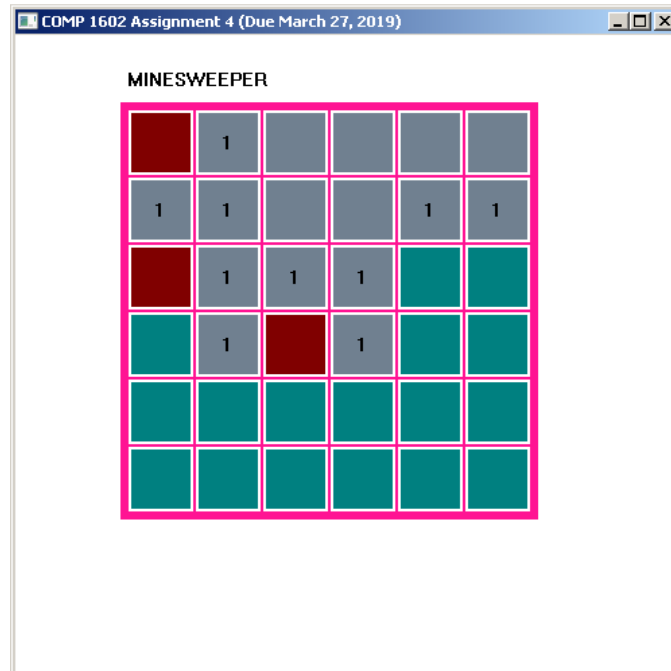 COMP 1602 Assignment 4 (Due March 27, 2019)
MINESWEEPER
1
1 1 1 1
1 1 1
1 1